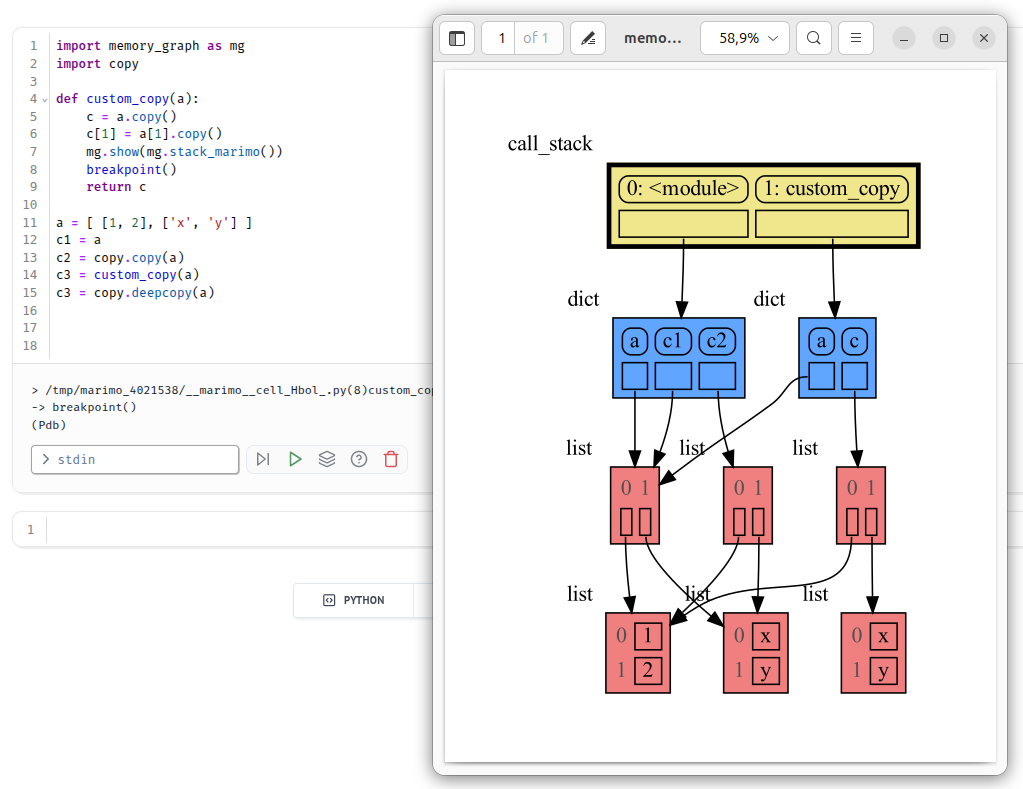 1 import memory_graph as mg
2 import copy
3
4 def custom_copy(a):
5     c = a.copy()
6     c[1] = a[1].copy()
7     mg.show(mg.stack_marimo())
8     breakpoint()
9     return c
10
11 a = [ [1, 2], ['x', 'y'] ]
12 c1 = a
13 c2 = copy.copy(a)
14 c3 = custom_copy(a)
15 c3 = copy.deepcopy(a)
16
17
18
> /tmp/marimo_4021538/__marimo__cell_Hbol_.py(8)custom_co
-> breakpoint()
(Pdb)
stdin
1
PYTHON
1 of 1 memo... 58,9%
call_stack
0: <module> 1: custom_copy
dict dict
a c1 c2 a c
list list list
0 1 0 1 0 1
list list list
0 1 0 x 0 x
1 2 1 y 1 y